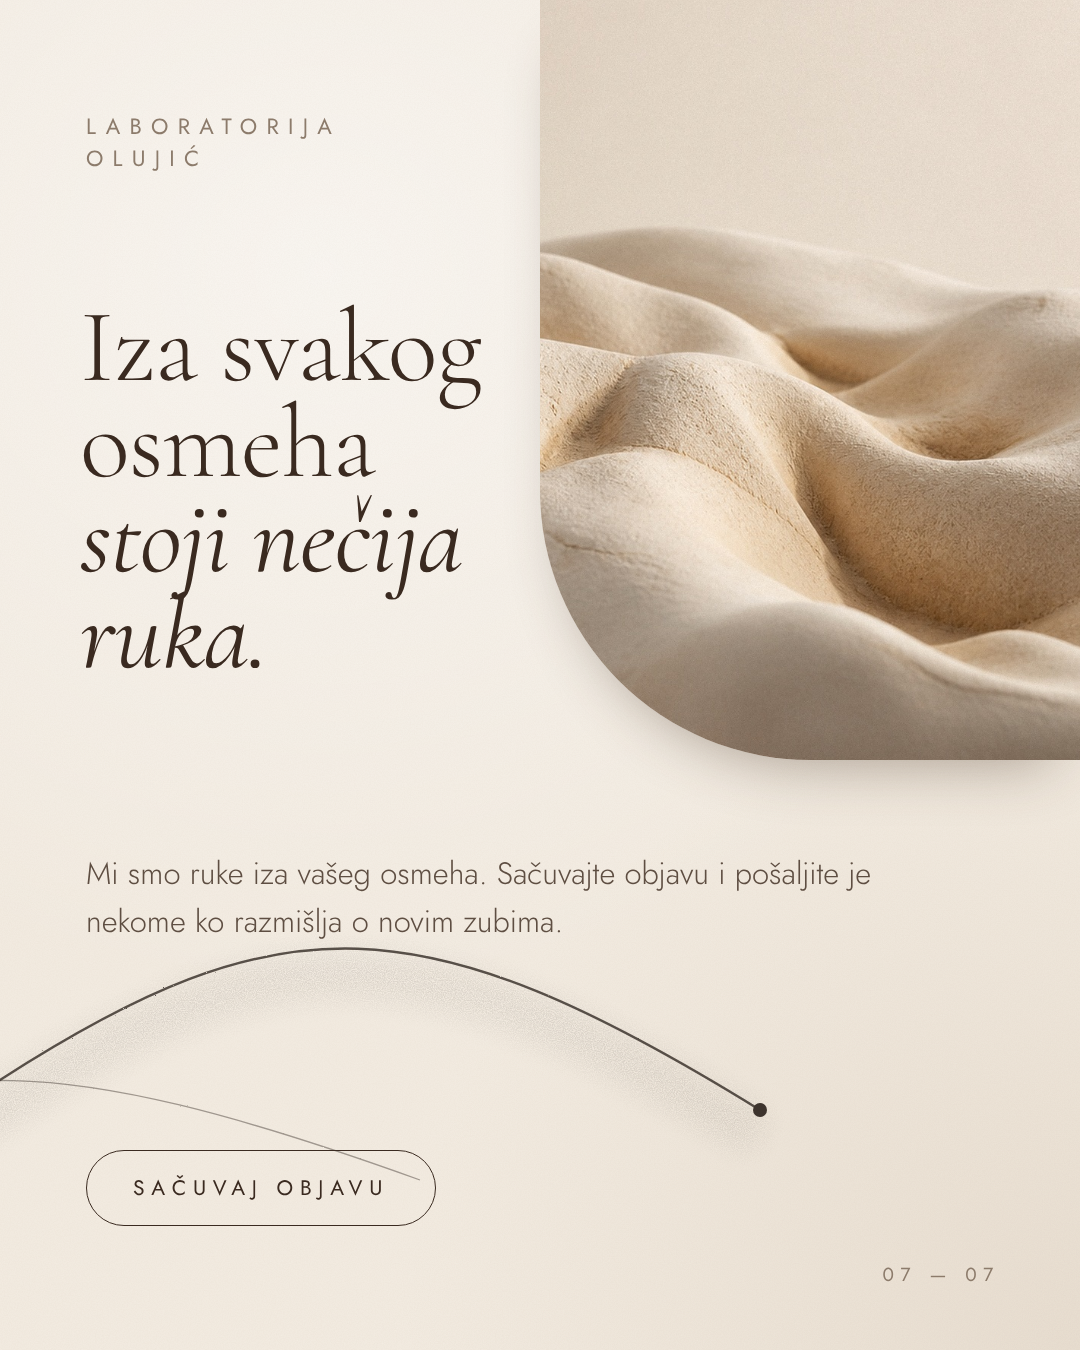 LABORATORIJA
OLUJIĆ
Iza svakog
osmeha
stoji nečija
ruka.
Mi smo ruke iza vašeg osmeha. Sačuvajte objavu i pošaljite je
nekome ko razmišlja o novim zubima.
SAČUVAJ OBJAVU
07 — 07